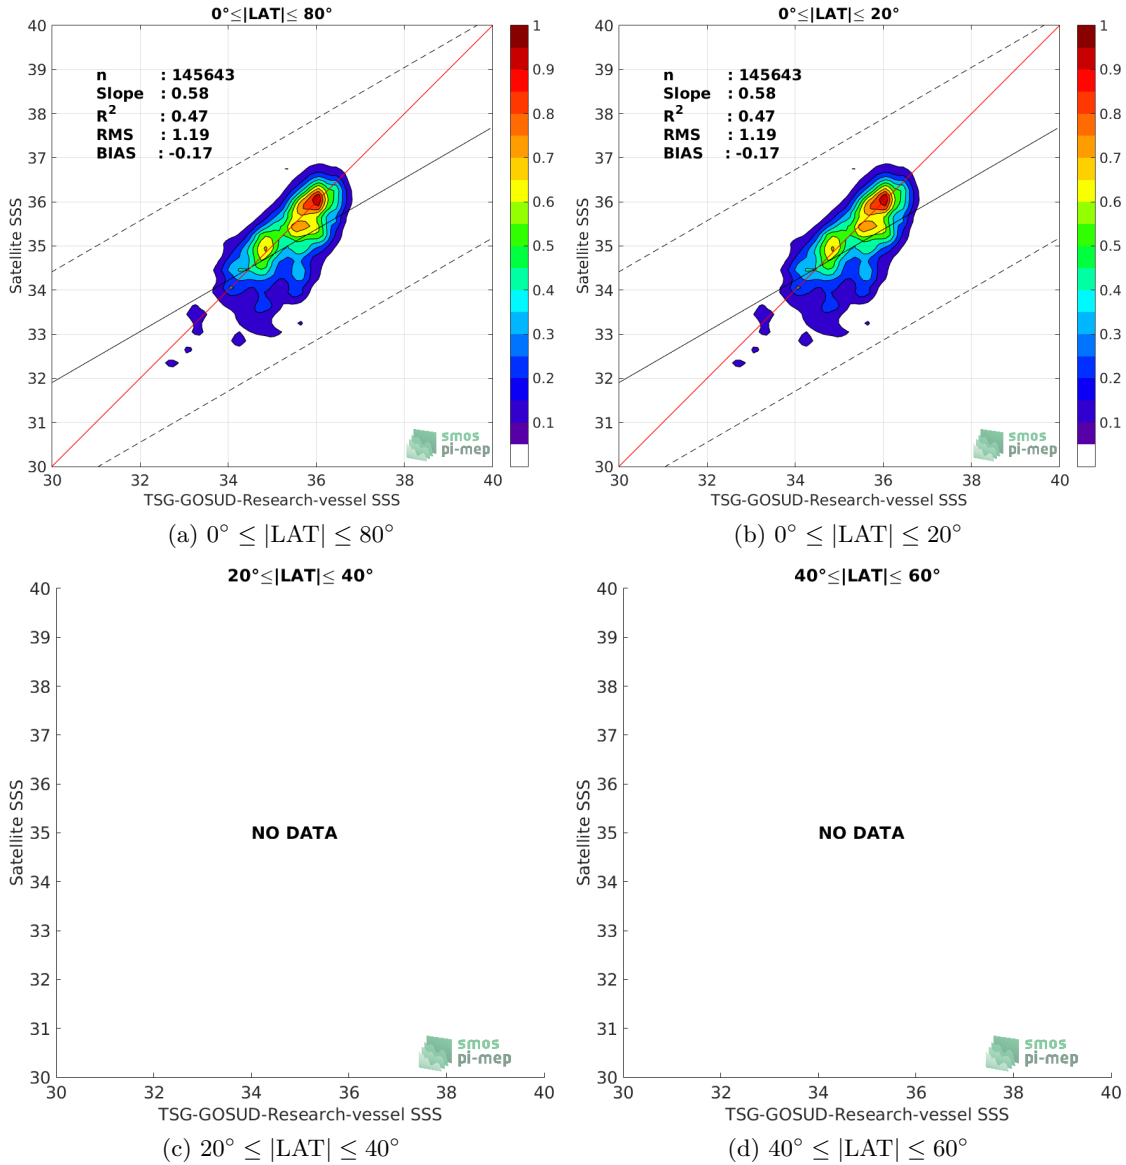 0°≤|LAT|≤ 80°
40
39
38
37
36
35
34
33
32
31
30
Satellite SSS
n : 145643
Slope : 0.58
R² : 0.47
RMS : 1.19
BIAS : -0.17
smos
pi-mep
30 32 34 36 38 40
TSG-GOSUD-Research-vessel SSS
1
0.9
0.8
0.7
0.6
0.5
0.4
0.3
0.2
0.1
(a) 0° ≤ |LAT| ≤ 80°
0°≤|LAT|≤ 20°
40
39
38
37
36
35
34
33
32
31
30
Satellite SSS
n : 145643
Slope : 0.58
R² : 0.47
RMS : 1.19
BIAS : -0.17
smos
pi-mep
30 32 34 36 38 40
TSG-GOSUD-Research-vessel SSS
1
0.9
0.8
0.7
0.6
0.5
0.4
0.3
0.2
0.1
(b) 0° ≤ |LAT| ≤ 20°
20°≤|LAT|≤ 40°
40
39
38
37
36
35
34
33
32
31
30
Satellite SSS
NO DATA
smos
pi-mep
30 32 34 36 38 40
TSG-GOSUD-Research-vessel SSS
(c) 20° ≤ |LAT| ≤ 40°
40°≤|LAT|≤ 60°
40
39
38
37
36
35
34
33
32
31
30
Satellite SSS
NO DATA
smos
pi-mep
30 32 34 36 38 40
TSG-GOSUD-Research-vessel SSS
(d) 40° ≤ |LAT| ≤ 60°